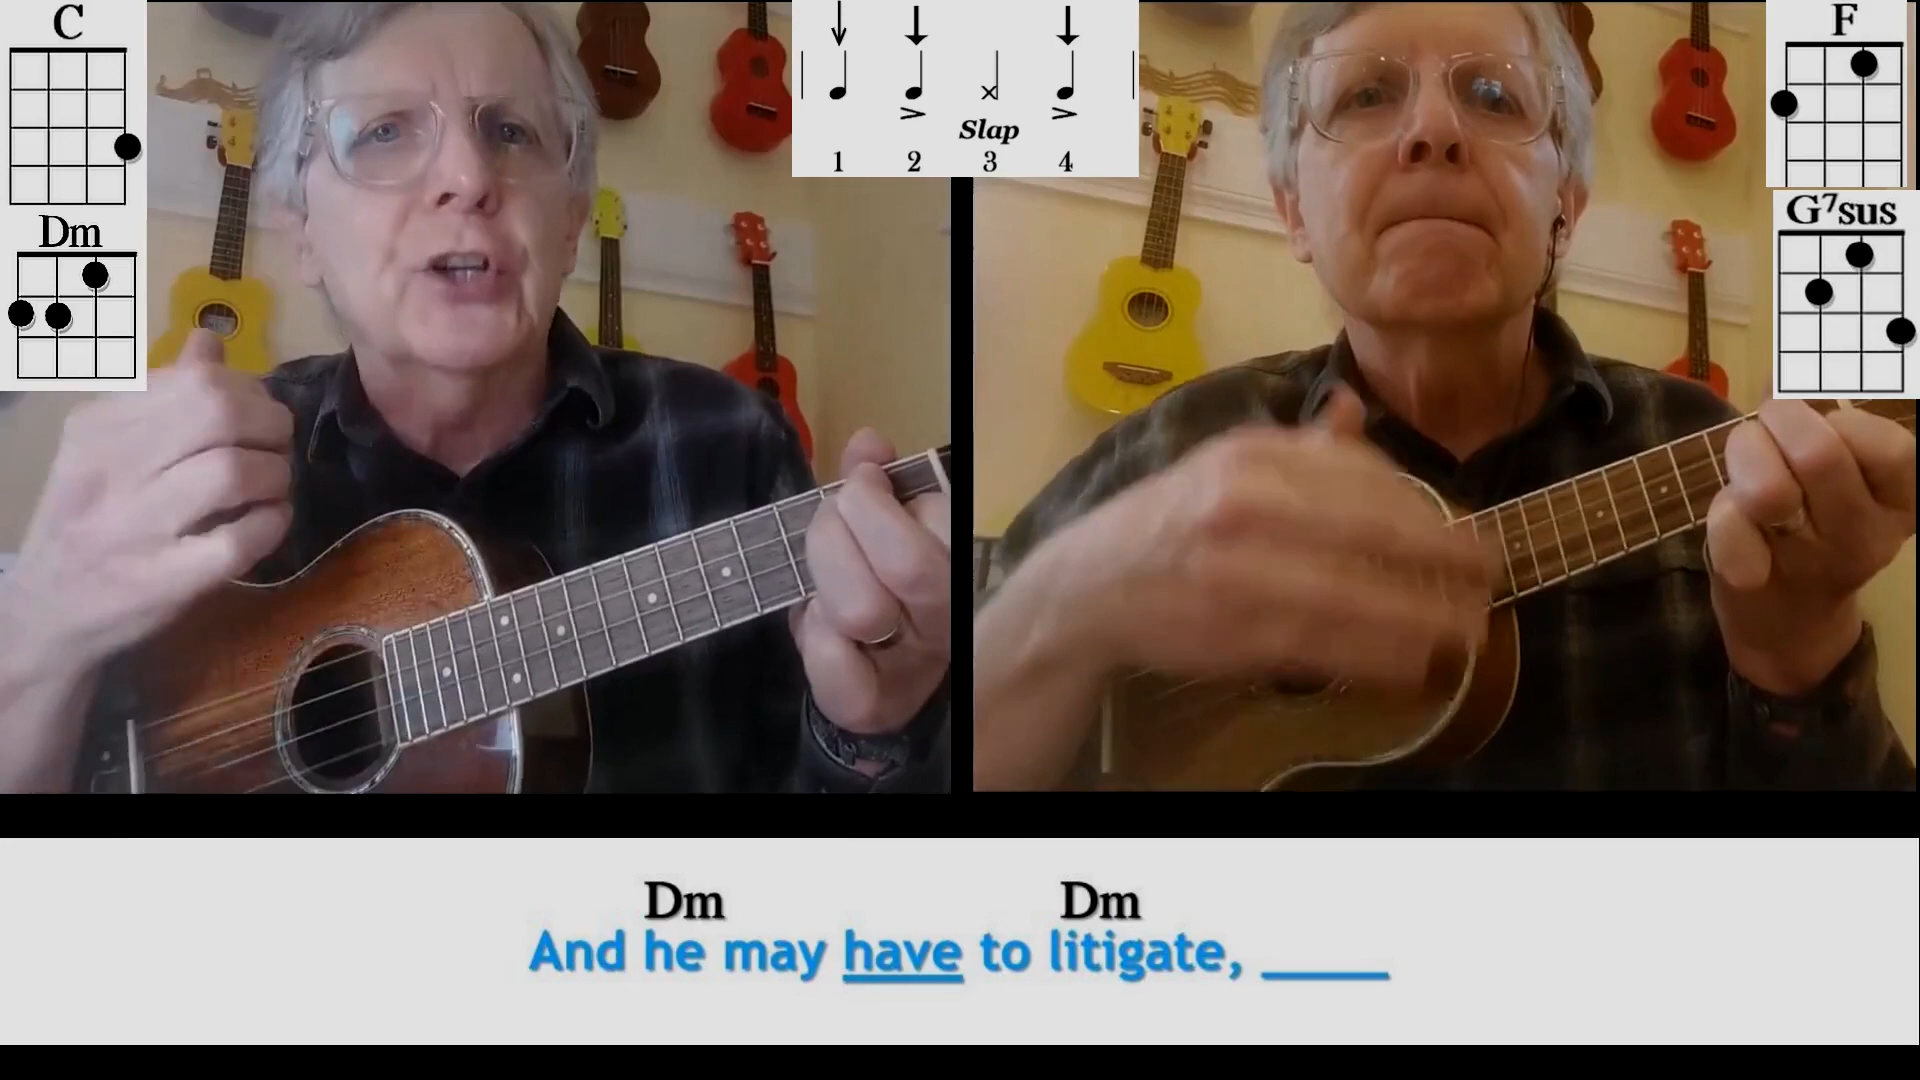 C
Dm
Slap
1 2 3 4
F
G7sus
Dm Dm
And he may have to litigate, _____